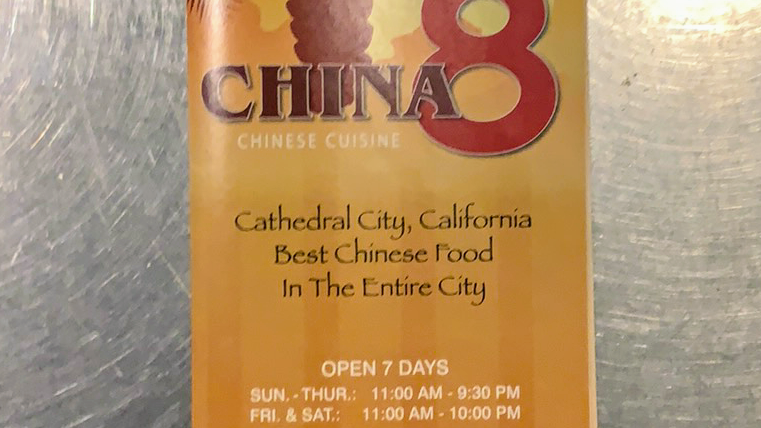 CHINA 8
CHINESE CUISINE
Cathedral City, California
Best Chinese Food
In The Entire City
OPEN 7 DAYS
SUN. - THUR.: 11:00 AM - 9:30 PM
FRI. & SAT.: 11:00 AM - 10:00 PM